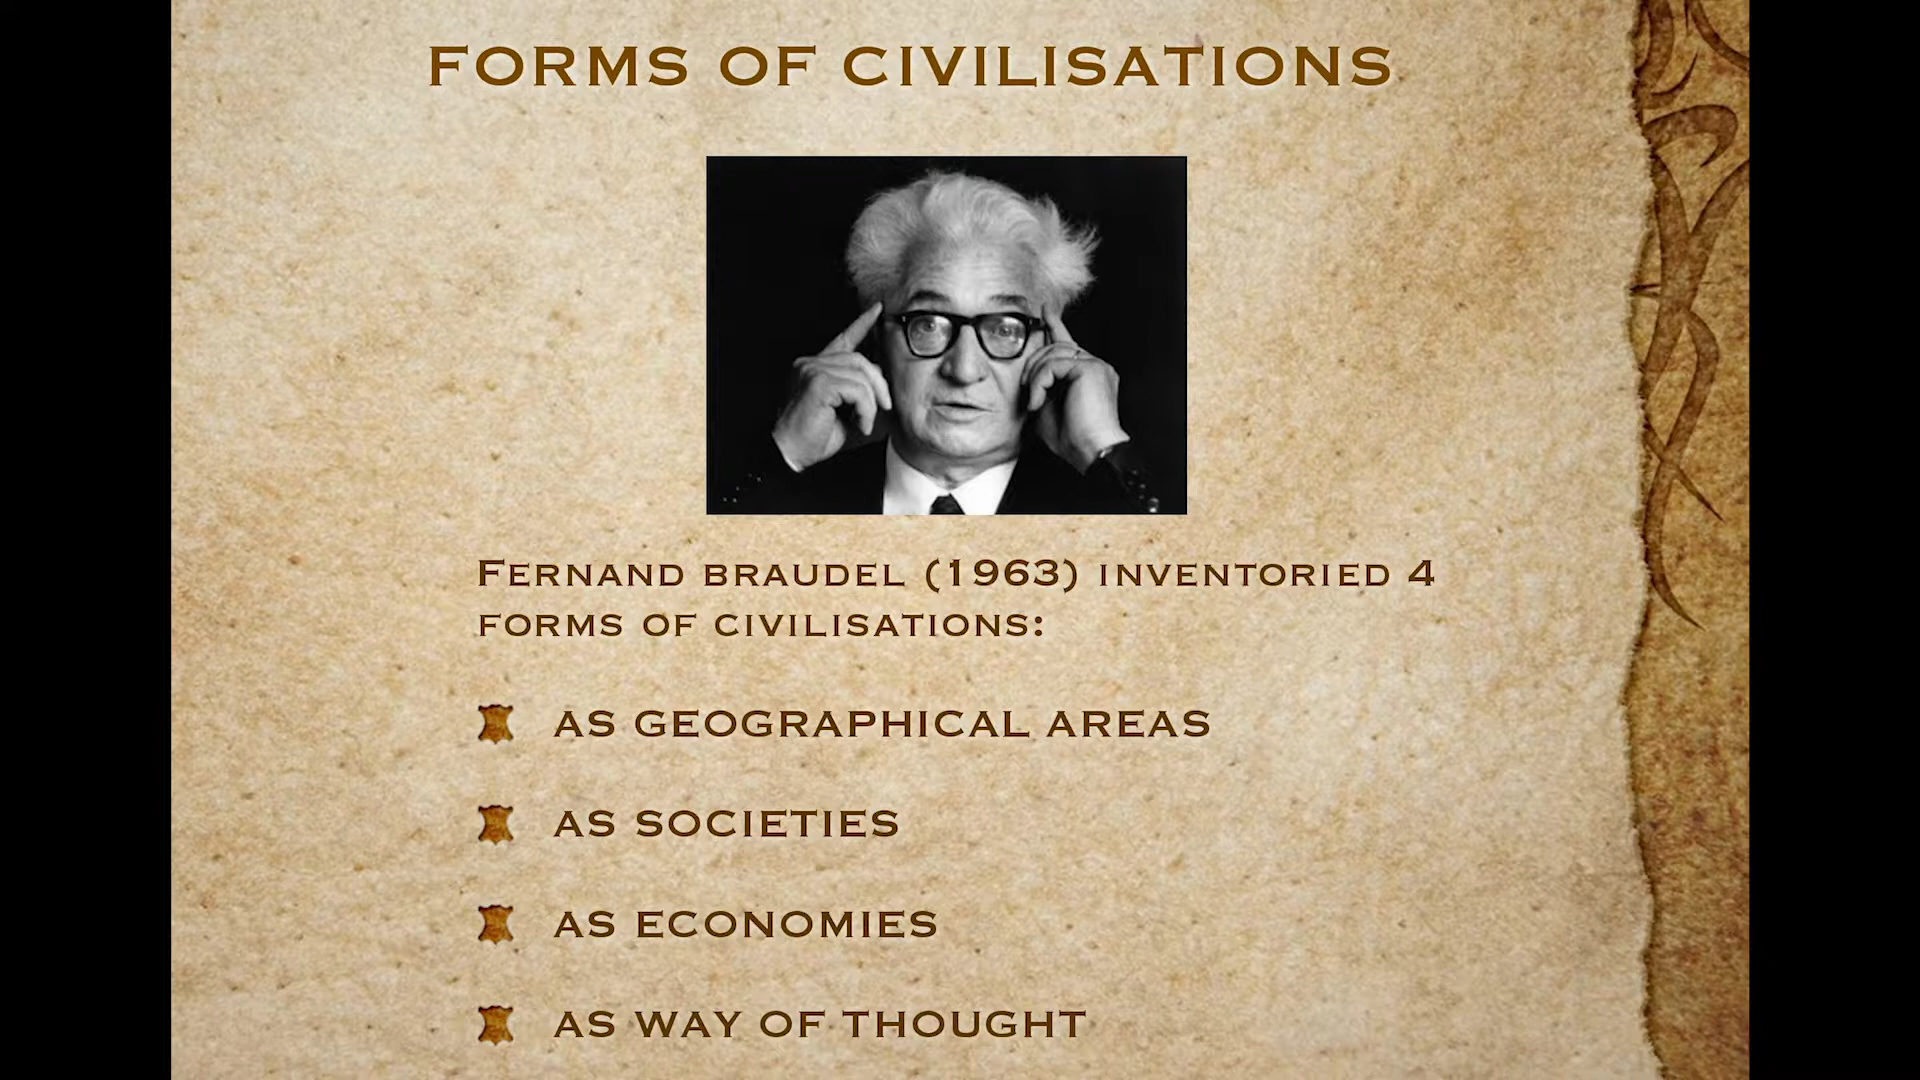 FORMS OF CIVILISATIONS
FERNAND BRAUDEL (1963) INVENTORIED 4
FORMS OF CIVILISATIONS:
AS GEOGRAPHICAL AREAS
AS SOCIETIES
AS ECONOMIES
AS WAY OF THOUGHT